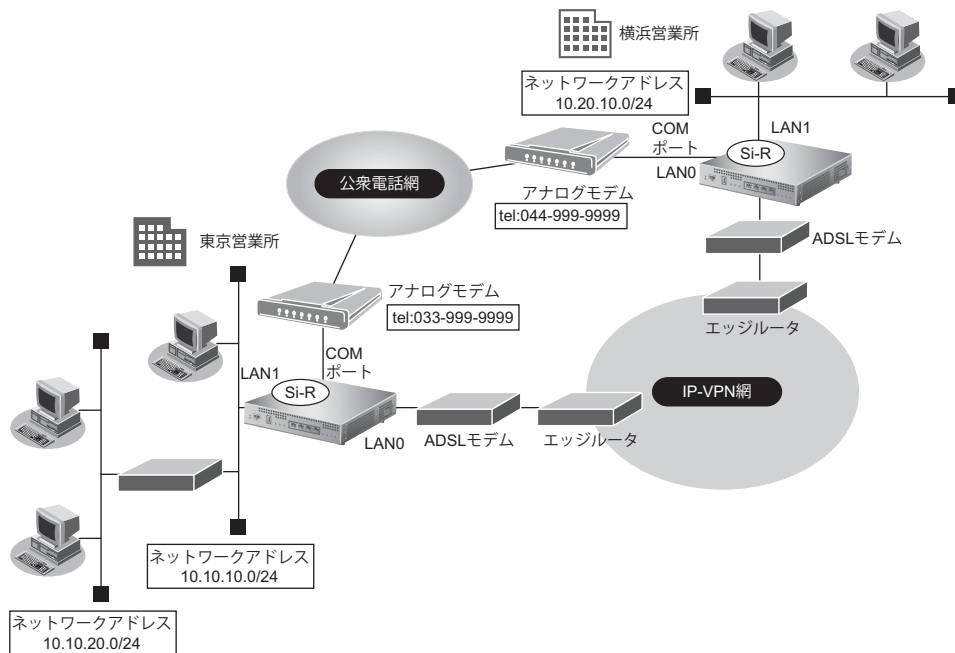 横浜営業所
ネットワークアドレス
10.20.10.0/24
COM
ポート
LAN1
LAN0
Si-R
公衆電話網
アナログモデム
tel:044-999-9999
ADSLモデム
東京営業所
アナログモデム
tel:033-999-9999
エッジルータ
COM
ポート
LAN1
Si-R
IP-VPN網
LAN0
ADSLモデム
エッジルータ
ネットワークアドレス
10.10.10.0/24
ネットワークアドレス
10.10.20.0/24